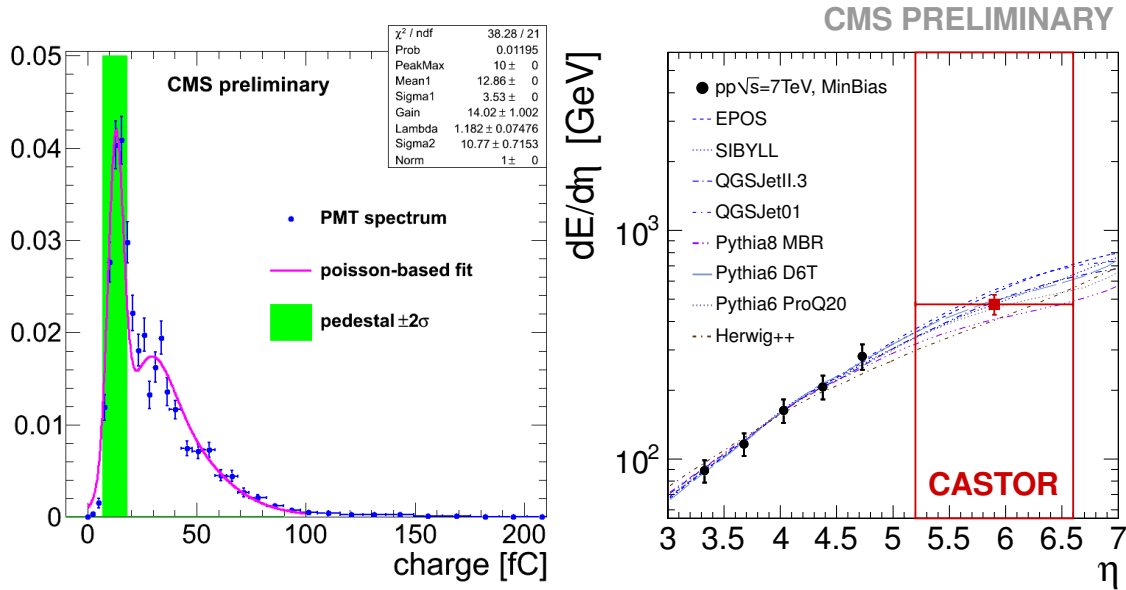 CMS PRELIMINARY
χ² / ndf 38.28 / 21
Prob 0.01195
PeakMax 10 ± 0
Mean1 12.86 ± 0
Sigma1 3.53 ± 0
Gain 14.02 ± 1.002
Lambda 1.182 ± 0.07476
Sigma2 10.77 ± 0.7153
Norm 1 ± 0
CMS preliminary
PMT spectrum
poisson-based fit
pedestal ±2σ
0.05
0.04
0.03
0.02
0.01
0
0 50 100 150 200
charge [fC]
dE/dη [GeV]
pp√s=7TeV, MinBias
EPOS
SIBYLL
QGSJetII.3
QGSJet01
Pythia8 MBR
Pythia6 D6T
Pythia6 ProQ20
Herwig++
CASTOR
10³
10²
3 3.5 4 4.5 5 5.5 6 6.5 7
η